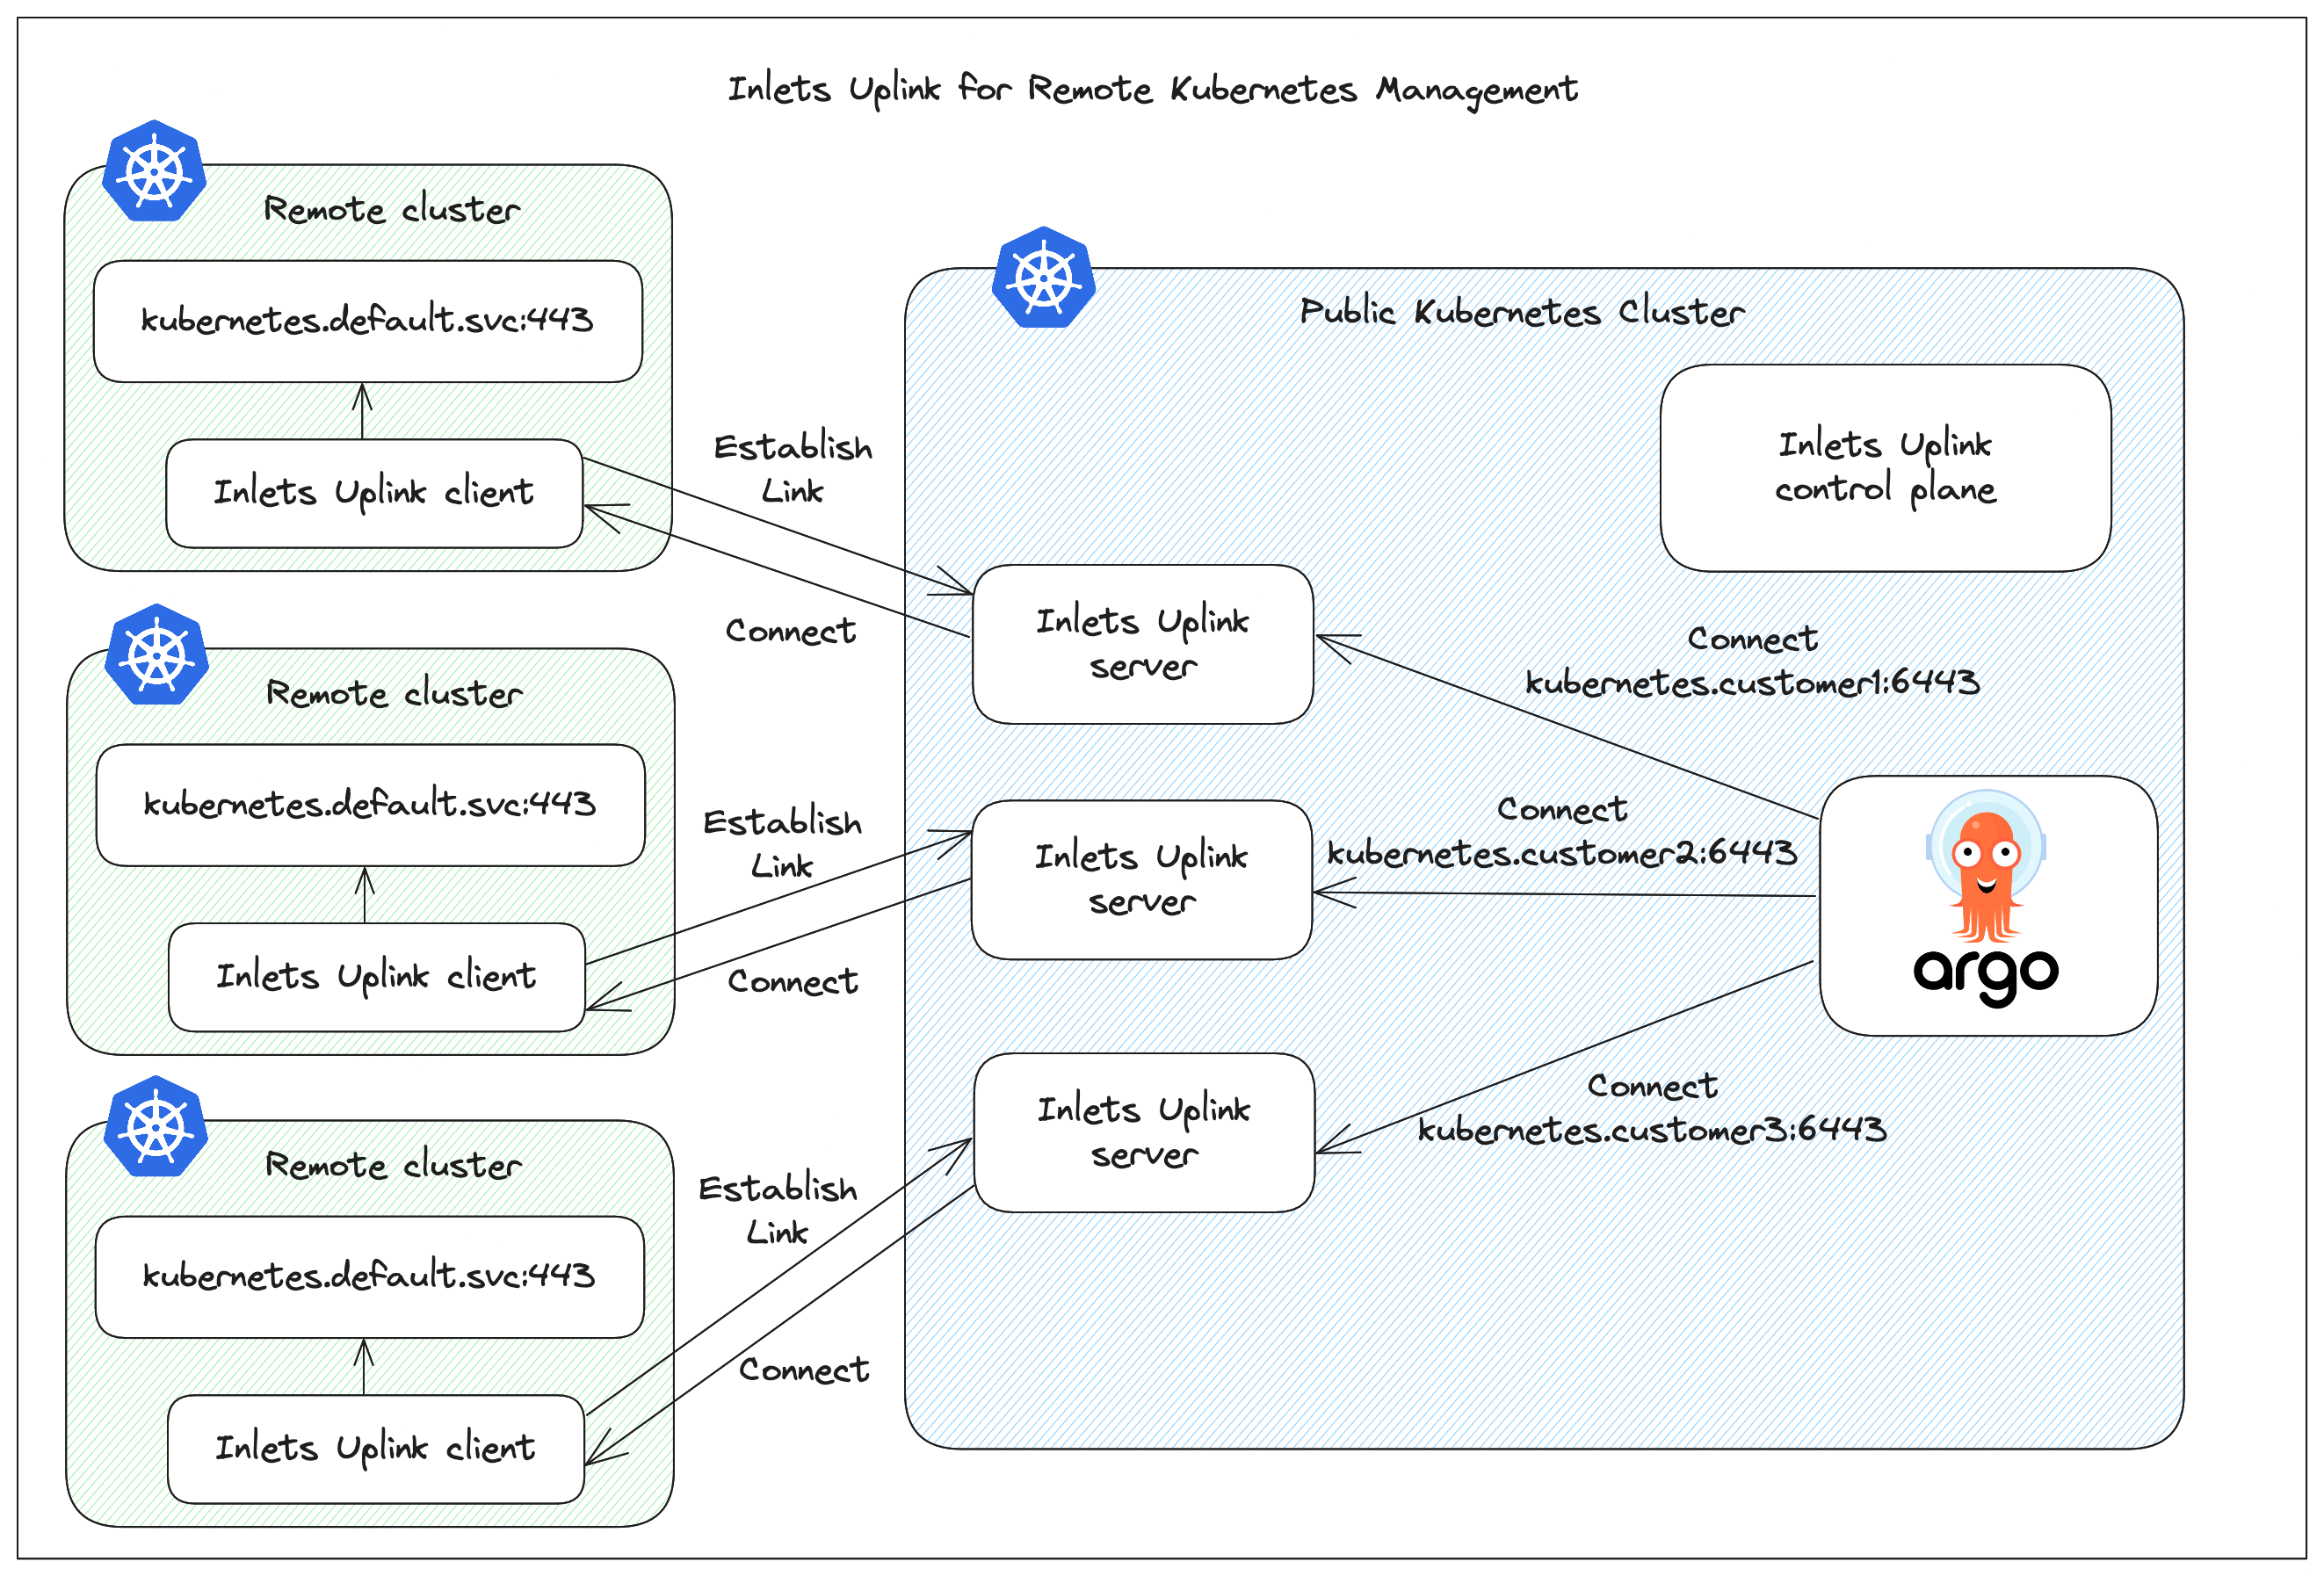 Inlets Uplink for Remote Kubernetes Management
Remote cluster
kubernetes.default.svc:443
Inlets Uplink client
Establish
Link
Connect
Remote cluster
kubernetes.default.svc:443
Inlets Uplink client
Establish
Link
Connect
Remote cluster
kubernetes.default.svc:443
Inlets Uplink client
Establish
Link
Connect
Public Kubernetes Cluster
Inlets Uplink
control plane
Inlets Uplink
server
Connect
kubernetes.customer1:6443
Inlets Uplink
server
Connect
kubernetes.customer2:6443
Inlets Uplink
server
Connect
kubernetes.customer3:6443
argo